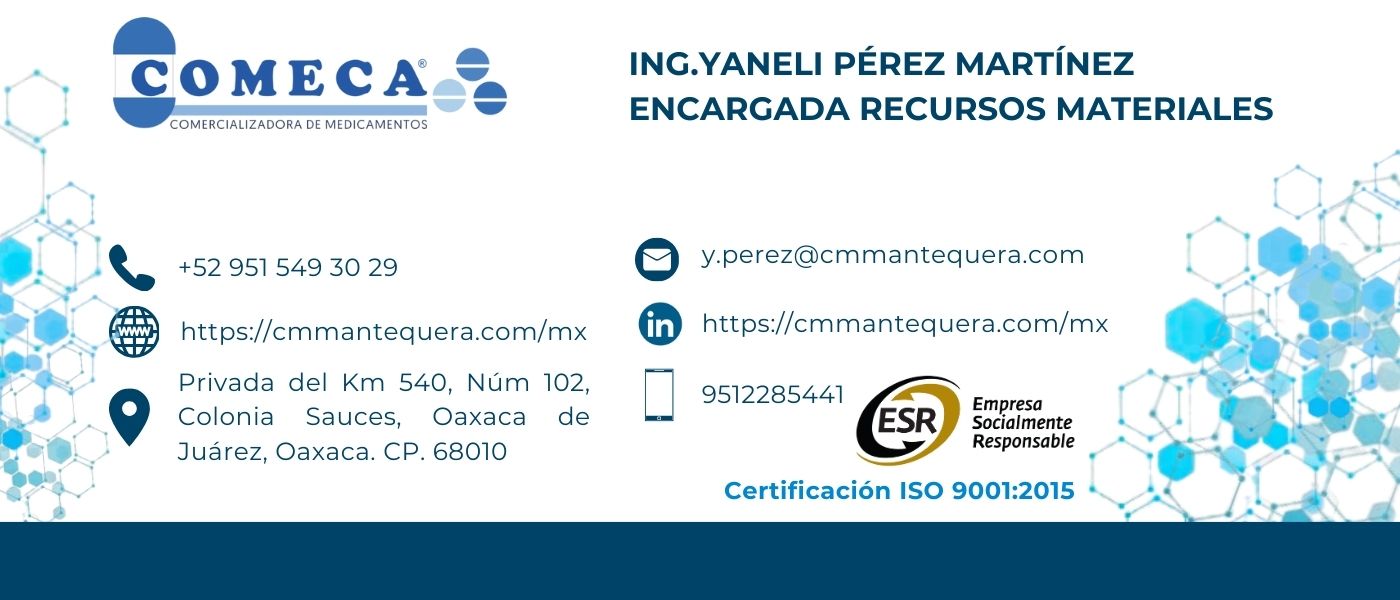 COMECA®
COMERCIALIZADORA DE MEDICAMENTOS
ING.YANELI PÉREZ MARTÍNEZ
ENCARGADA RECURSOS MATERIALES
+52 951 549 30 29
www
https://cmmantequera.com/mx
Privada del Km 540, Núm 102,
Colonia Sauces, Oaxaca de
Juárez, Oaxaca. CP. 68010
y.perez@cmmantequera.com
in
https://cmmantequera.com/mx
9512285441
ESR
Empresa
Socialmente
Responsable
Certificación ISO 9001:2015